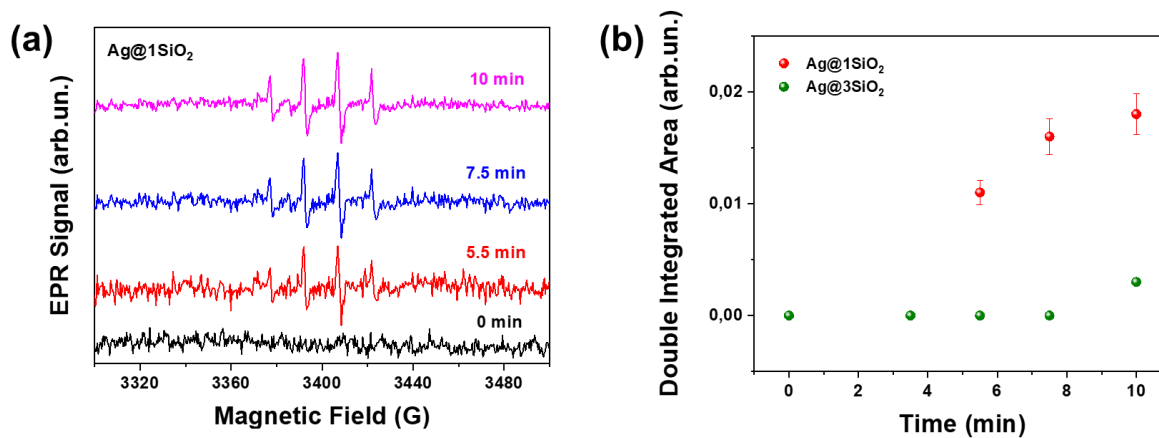 (a)
Ag@1SiO₂
10 min
7.5 min
5.5 min
0 min
EPR Signal (arb.un.)
3320 3360 3400 3440 3480
Magnetic Field (G)
(b)
Ag@1SiO₂
Ag@3SiO₂
Double Integrated Area (arb.un.)
0,02
0,01
0,00
0 2 4 6 8 10
Time (min)